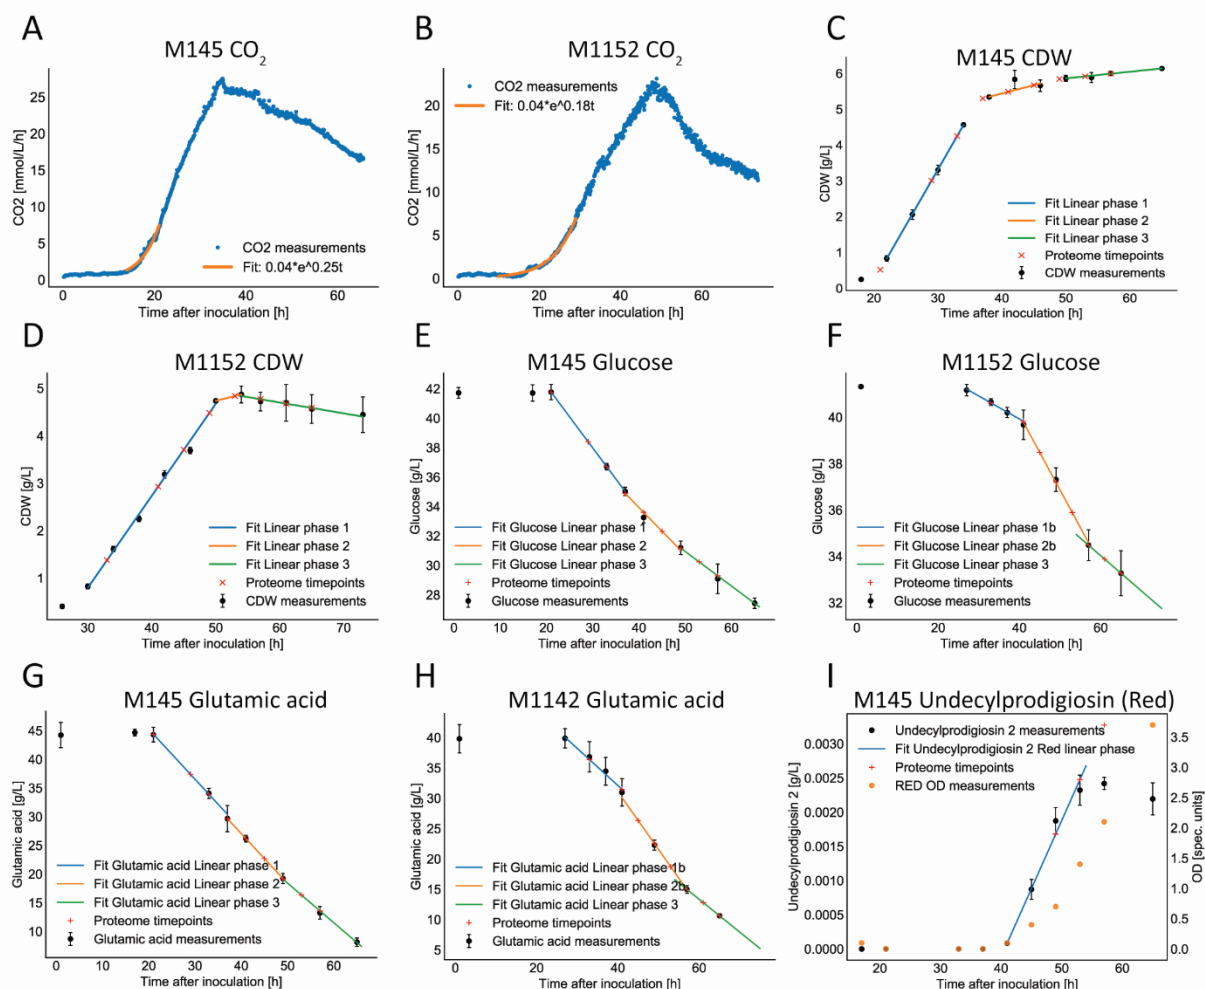 A
M145 CO2
CO2 [mmol/L/h]
25
20
15
10
5
0
CO2 measurements
Fit: 0.04*e^0.25t
0 20 40 60
Time after inoculation [h]
B
M1152 CO2
CO2 [mmol/L/h]
20
15
10
5
0
CO2 measurements
Fit: 0.04*e^0.18t
0 20 40 60
Time after inoculation [h]
C
M145 CDW
CDW [g/L]
6
5
4
3
2
1
0
Fit Linear phase 1
Fit Linear phase 2
Fit Linear phase 3
Proteome timepoints
CDW measurements
20 30 40 50 60
Time after inoculation [h]
D
M1152 CDW
CDW [g/L]
5
4
3
2
1
Fit Linear phase 1
Fit Linear phase 2
Fit Linear phase 3
Proteome timepoints
CDW measurements
30 40 50 60 70
Time after inoculation [h]
E
M145 Glucose
Glucose [g/L]
42
40
38
36
34
32
30
28
Fit Glucose Linear phase 1
Fit Glucose Linear phase 2
Fit Glucose Linear phase 3
Proteome timepoints
Glucose measurements
0 10 20 30 40 50 60
Time after inoculation [h]
F
M1152 Glucose
Glucose [g/L]
40
38
36
34
32
Fit Glucose Linear phase 1b
Fit Glucose Linear phase 2b
Fit Glucose Linear phase 3
Proteome timepoints
Glucose measurements
0 20 40 60
Time after inoculation [h]
G
M145 Glutamic acid
Glutamic acid [g/L]
45
40
35
30
25
20
15
10
Fit Glutamic acid Linear phase 1
Fit Glutamic acid Linear phase 2
Fit Glutamic acid Linear phase 3
Proteome timepoints
Glutamic acid measurements
0 10 20 30 40 50 60
Time after inoculation [h]
H
M1142 Glutamic acid
Glutamic acid [g/L]
40
35
30
25
20
15
10
5
Fit Glutamic acid Linear phase 1b
Fit Glutamic acid Linear phase 2b
Fit Glutamic acid Linear phase 3
Proteome timepoints
Glutamic acid measurements
0 20 40 60
Time after inoculation [h]
I
M145 Undecylprodigiosin (Red)
Undecylprodigiosin 2 [g/L]
0.0030
0.0025
0.0020
0.0015
0.0010
0.0005
0.0000
Undecylprodigiosin 2 measurements
Fit Undecylprodigiosin 2 Red linear phase
Proteome timepoints
RED OD measurements
3.5
3.0
2.5
2.0
1.5
1.0
0.5
0.0
OD [spec. units]
20 30 40 50 60
Time after inoculation [h]